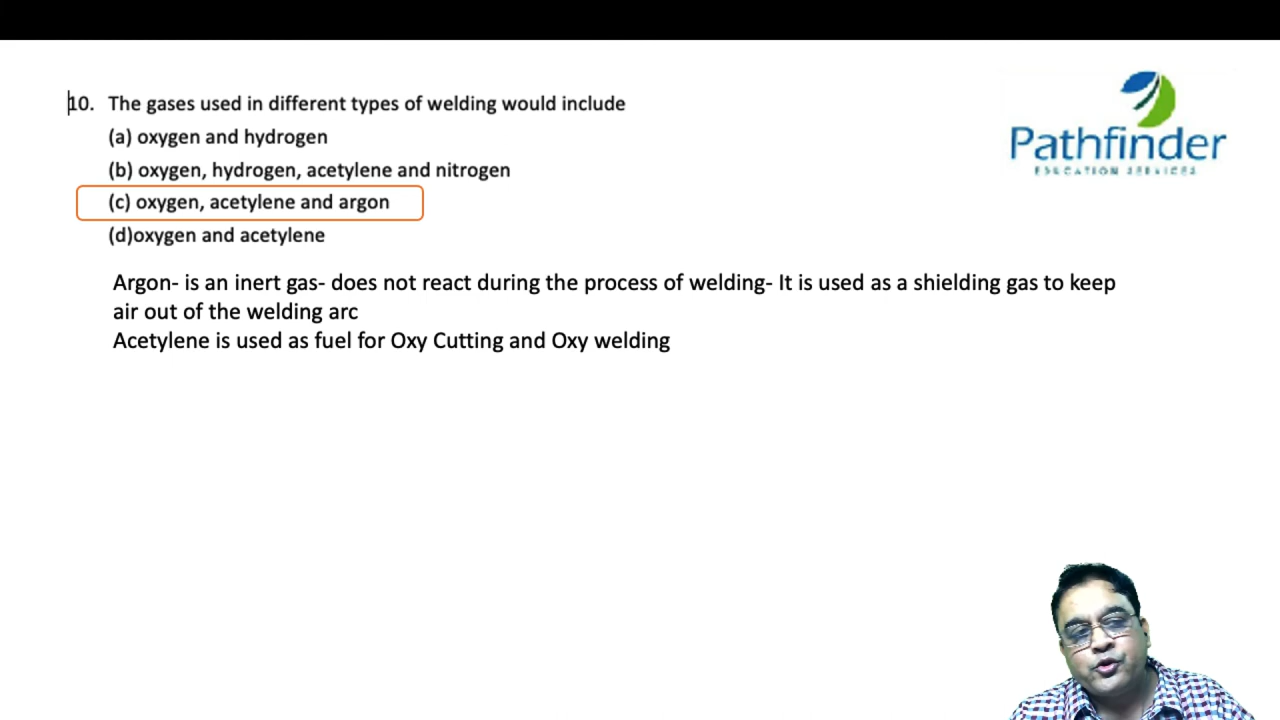 10. The gases used in different types of welding would include
(a) oxygen and hydrogen
(b) oxygen, hydrogen, acetylene and nitrogen
(c) oxygen, acetylene and argon
(d)oxygen and acetylene
Argon- is an inert gas- does not react during the process of welding- It is used as a shielding gas to keep
air out of the welding arc
Acetylene is used as fuel for Oxy Cutting and Oxy welding
Pathfinder
EDUCATION SERVICES